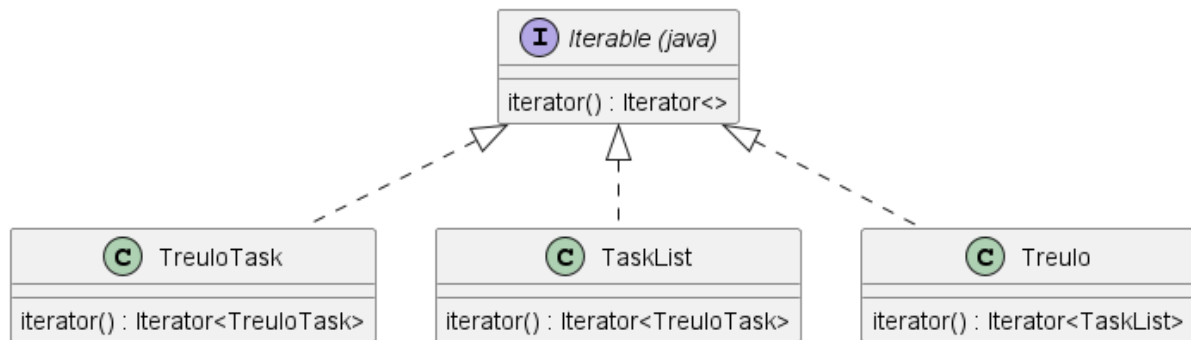 I Iterable (java)
iterator() : Iterator<>
C TreuloTask
iterator() : Iterator<TreuloTask>
C TaskList
iterator() : Iterator<TreuloTask>
C Treulo
iterator() : Iterator<TaskList>